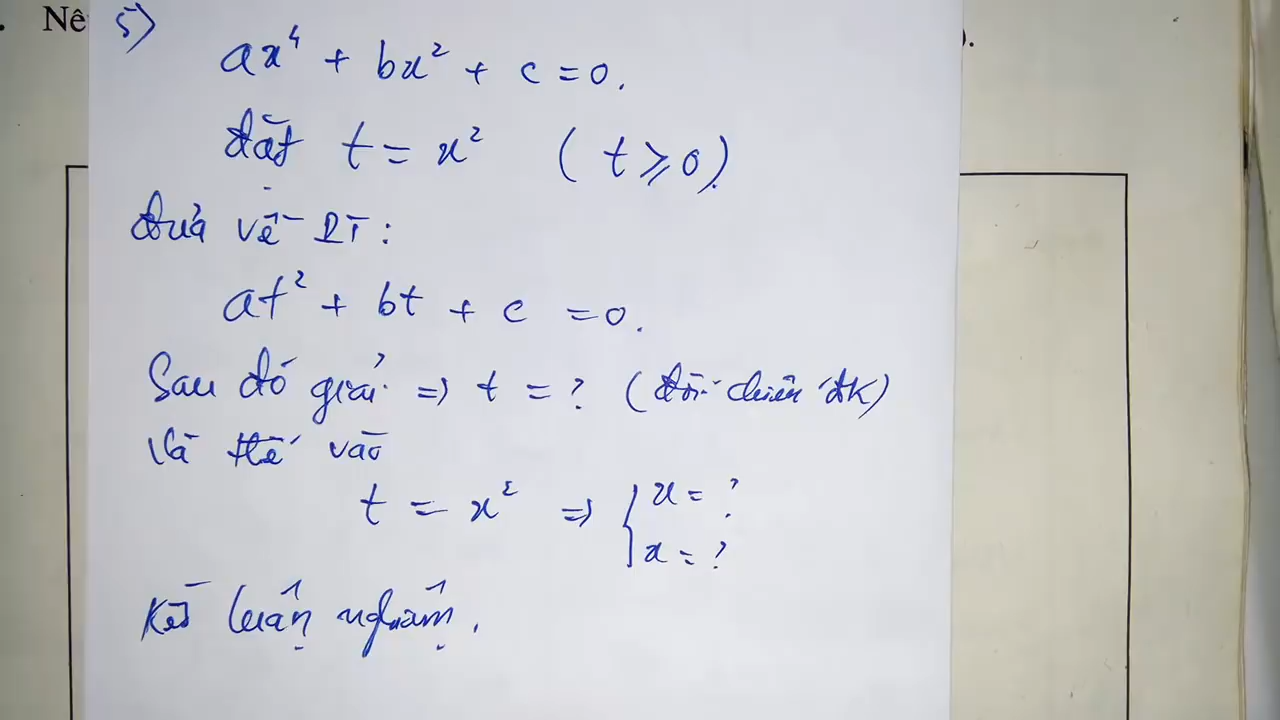 Nê
5)
ax⁴ + bx² + c = 0.
đặt t = x² ( t ⩾ 0 ).
đưa về PT:
at² + bt + c = 0.
Sau đó giải ⇒ t = ? (đối chiếu ĐK)
Và thế vào
t = x² ⇒ { x = ?
x = ?
Kết luận nghiệm.